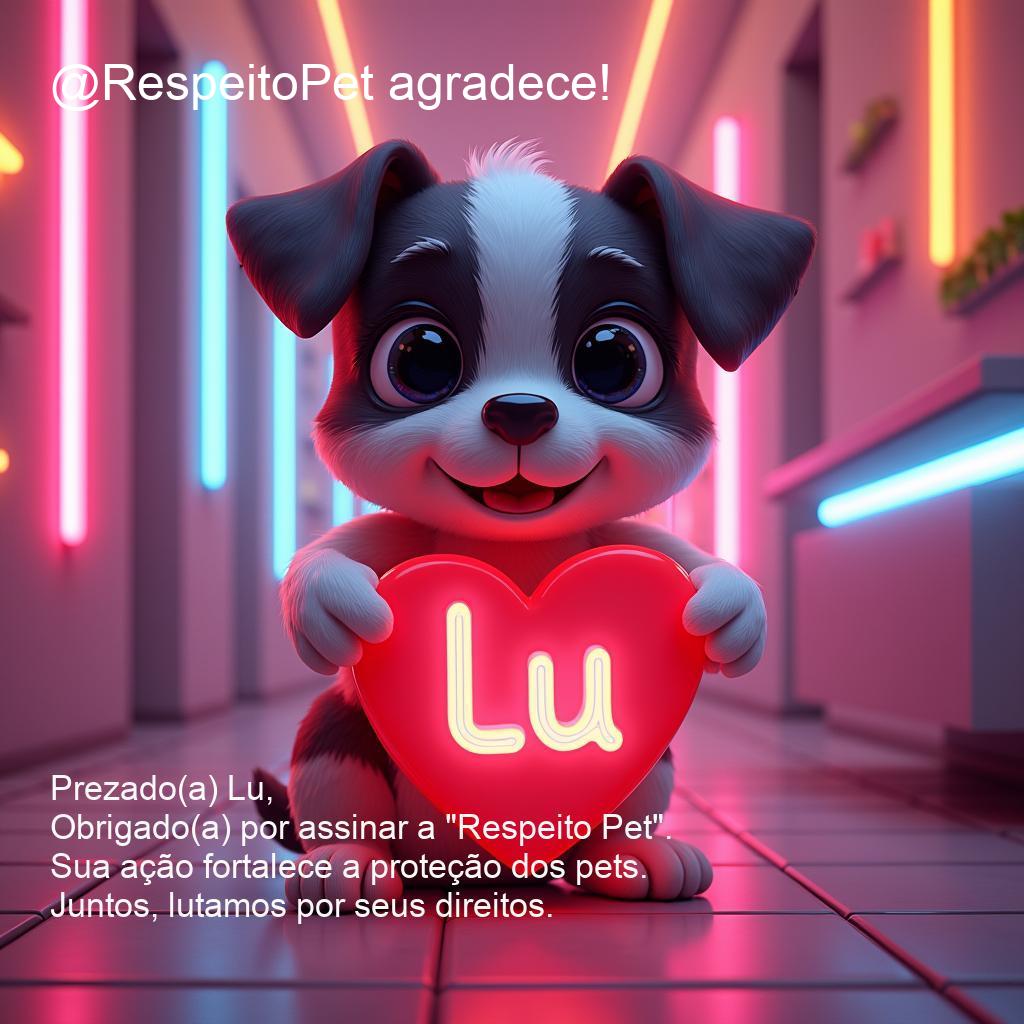 @RespeitoPet agradece!
Lu
Prezado(a) Lu,
Obrigado(a) por assinar a "Respeito Pet".
Sua ação fortalece a proteção dos pets.
Juntos, lutamos por seus direitos.